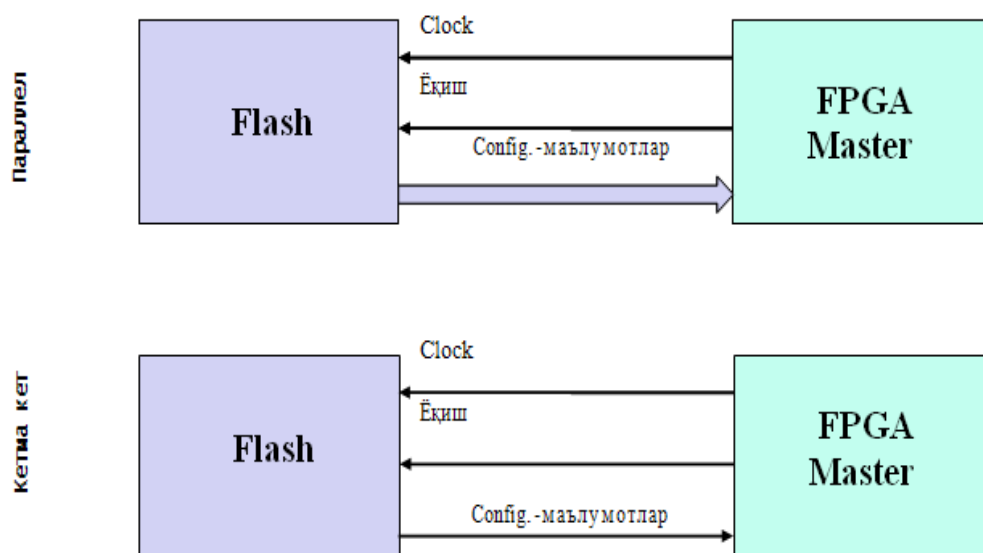 Параллел
Clock
Ёқиш
Config.-маълумотлар
Flash
FPGA
Master
Кетма кет
Clock
Ёқиш
Config.-маълумотлар
Flash
FPGA
Master